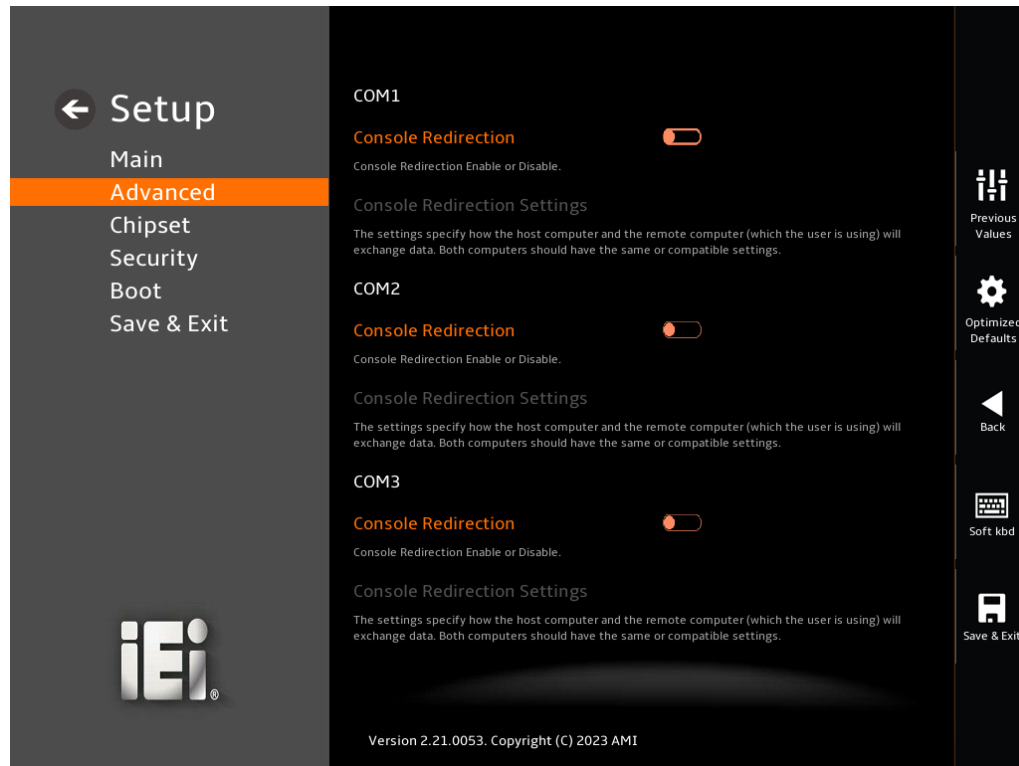 Setup
Main
Advanced
Chipset
Security
Boot
Save & Exit
iEi®
COM1
Console Redirection
Console Redirection Enable or Disable.
Console Redirection Settings
The settings specify how the host computer and the remote computer (which the user is using) will
exchange data. Both computers should have the same or compatible settings.
COM2
Console Redirection
Console Redirection Enable or Disable.
Console Redirection Settings
The settings specify how the host computer and the remote computer (which the user is using) will
exchange data. Both computers should have the same or compatible settings.
COM3
Console Redirection
Console Redirection Enable or Disable.
Console Redirection Settings
The settings specify how the host computer and the remote computer (which the user is using) will
exchange data. Both computers should have the same or compatible settings.
Version 2.21.0053. Copyright (C) 2023 AMI
Previous
Values
Optimized
Defaults
Back
Soft kbd
Save & Exit